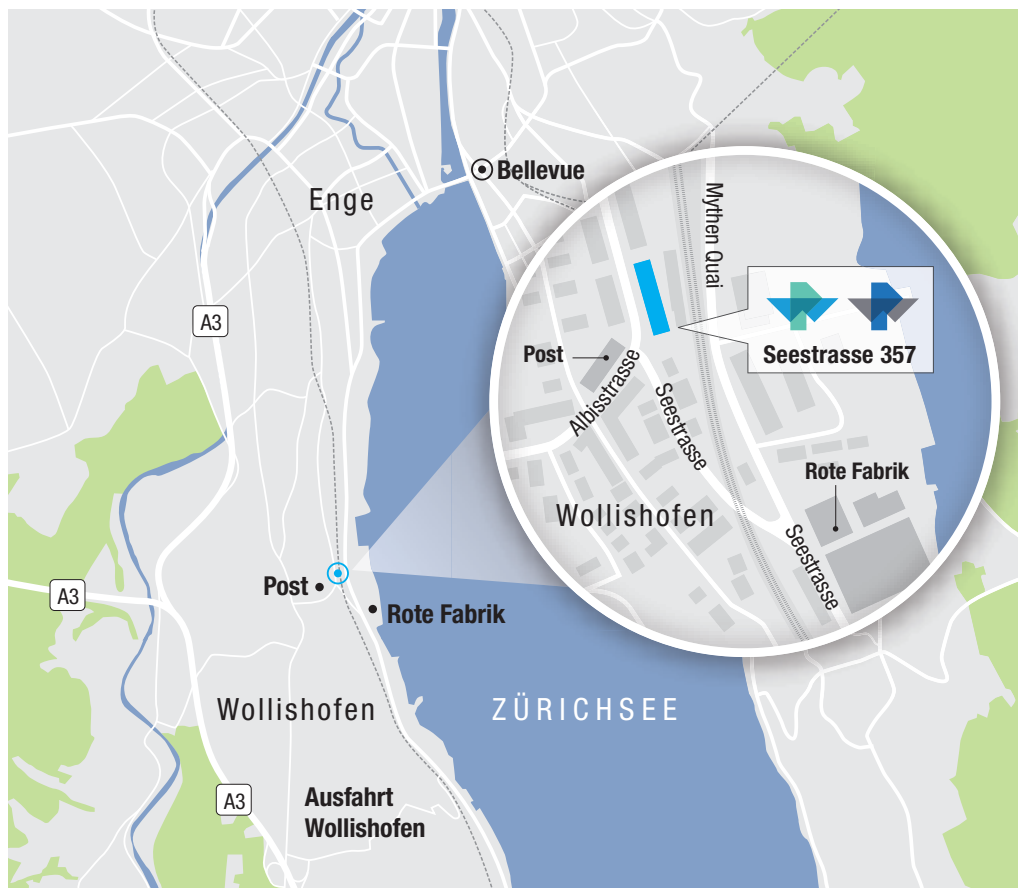 Bellevue
Enge
A3
Mythen Quai
Seestrasse 357
Post
Albisstrasse
Seestrasse
Rote Fabrik
Wollishofen
Seestrasse
Post
A3
Rote Fabrik
Wollishofen
ZÜRICHSEE
A3
Ausfahrt
Wollishofen